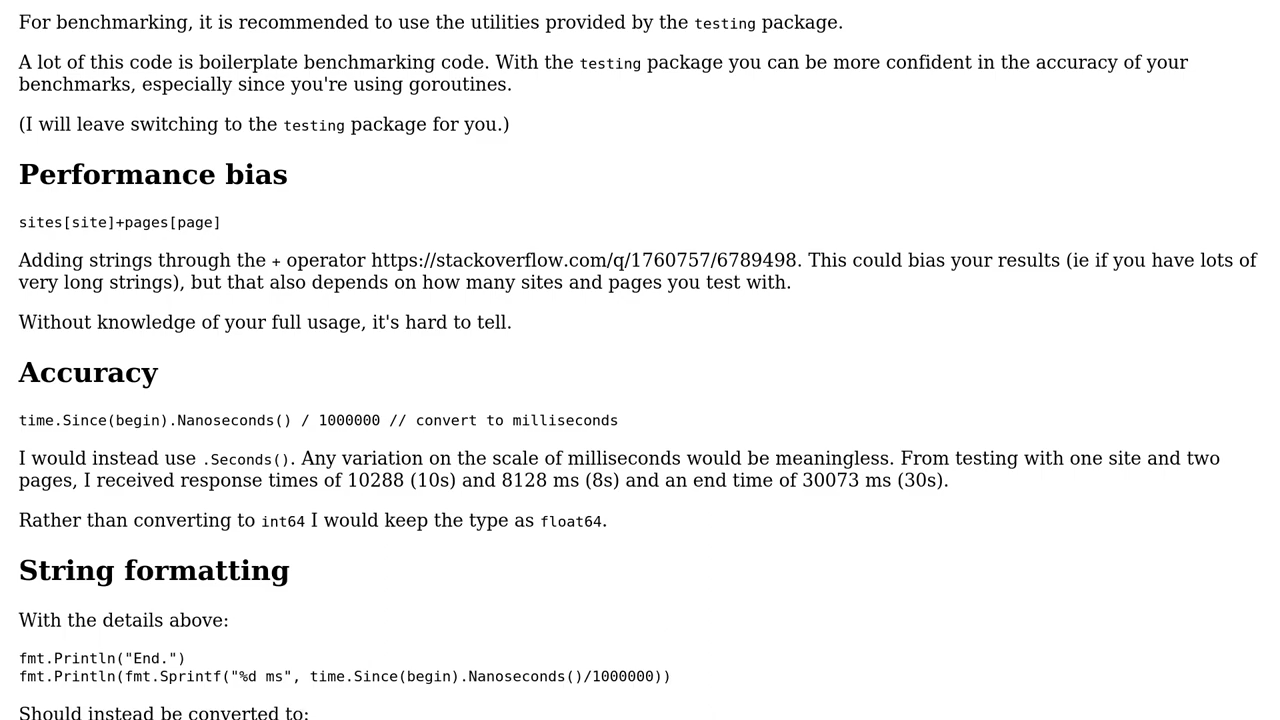 For benchmarking, it is recommended to use the utilities provided by the testing package.
A lot of this code is boilerplate benchmarking code. With the testing package you can be more confident in the accuracy of your
benchmarks, especially since you're using goroutines.
(I will leave switching to the testing package for you.)
Performance bias
sites[site]+pages[page]
Adding strings through the + operator https://stackoverflow.com/q/1760757/6789498. This could bias your results (ie if you have lots of
very long strings), but that also depends on how many sites and pages you test with.
Without knowledge of your full usage, it's hard to tell.
Accuracy
time.Since(begin).Nanoseconds() / 1000000 // convert to milliseconds
I would instead use .Seconds(). Any variation on the scale of milliseconds would be meaningless. From testing with one site and two
pages, I received response times of 10288 (10s) and 8128 ms (8s) and an end time of 30073 ms (30s).
Rather than converting to int64 I would keep the type as float64.
String formatting
With the details above:
fmt.Println("End.")
fmt.Println(fmt.Sprintf("%d ms", time.Since(begin).Nanoseconds()/1000000))
Should instead be converted to: